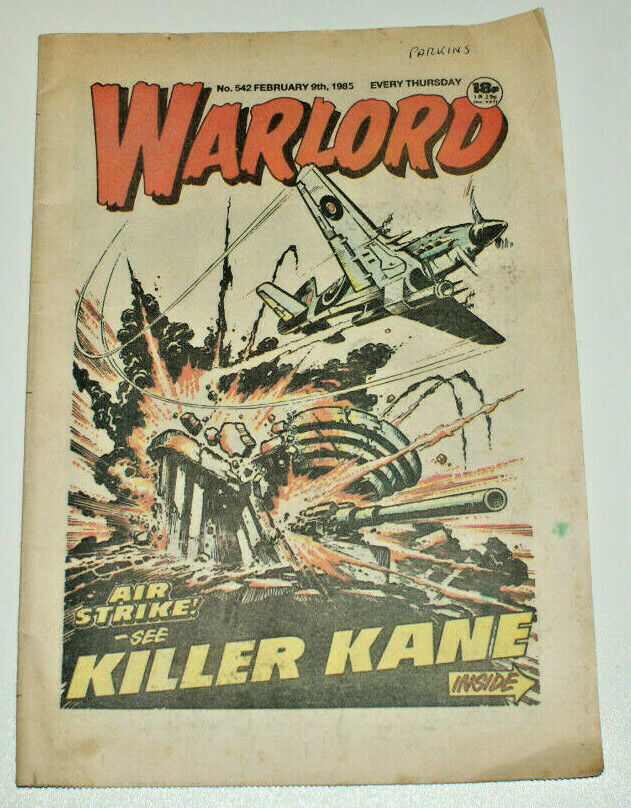 PARKINS
No. 542 FEBRUARY 9th, 1985 EVERY THURSDAY 18p
WARLORD
AIR
STRIKE!
-SEE
KILLER KANE
INSIDE